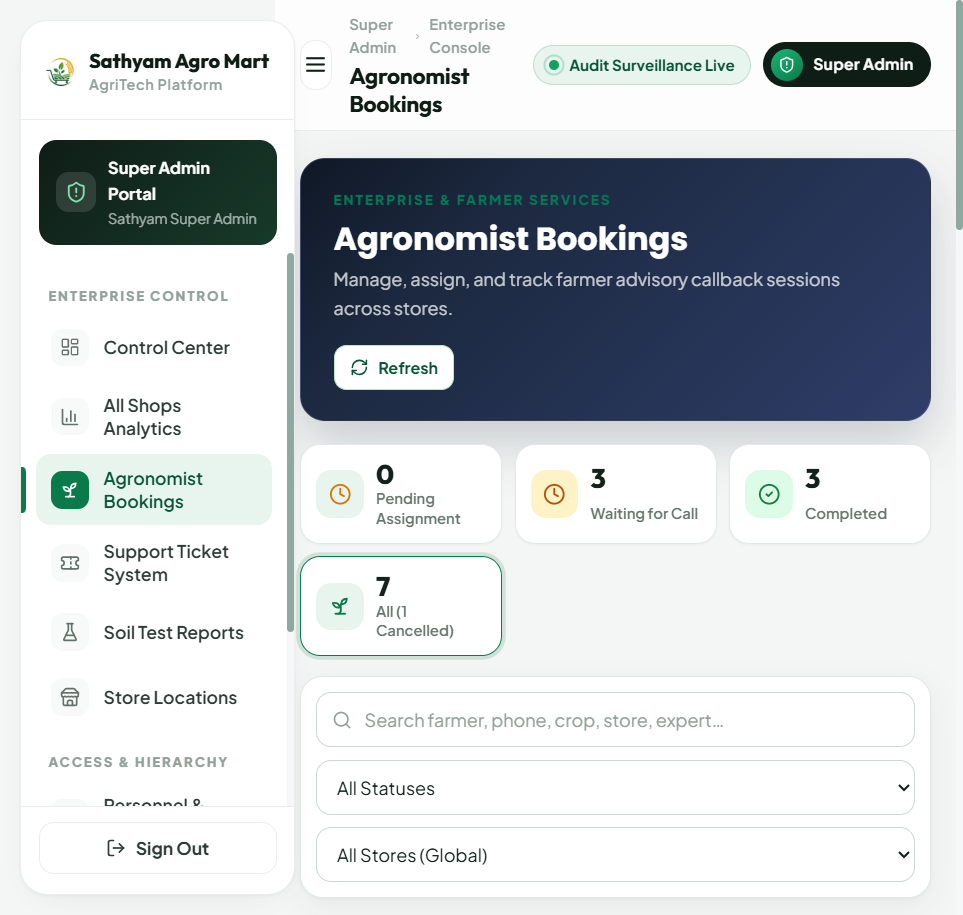 Sathyam Agro Mart
AgriTech Platform
Super Admin
Portal
Sathyam Super Admin
ENTERPRISE CONTROL
Control Center
All Shops
Analytics
Agronomist
Bookings
Support Ticket
System
Soil Test Reports
Store Locations
ACCESS & HIERARCHY
Personnel &
Sign Out
Super
Admin
›
Enterprise
Console
Agronomist
Bookings
Audit Surveillance Live
Super Admin
ENTERPRISE & FARMER SERVICES
Agronomist Bookings
Manage, assign, and track farmer advisory callback sessions
across stores.
Refresh
0
Pending
Assignment
3
Waiting for Call
3
Completed
7
All (1
Cancelled)
Search farmer, phone, crop, store, expert...
All Statuses
All Stores (Global)